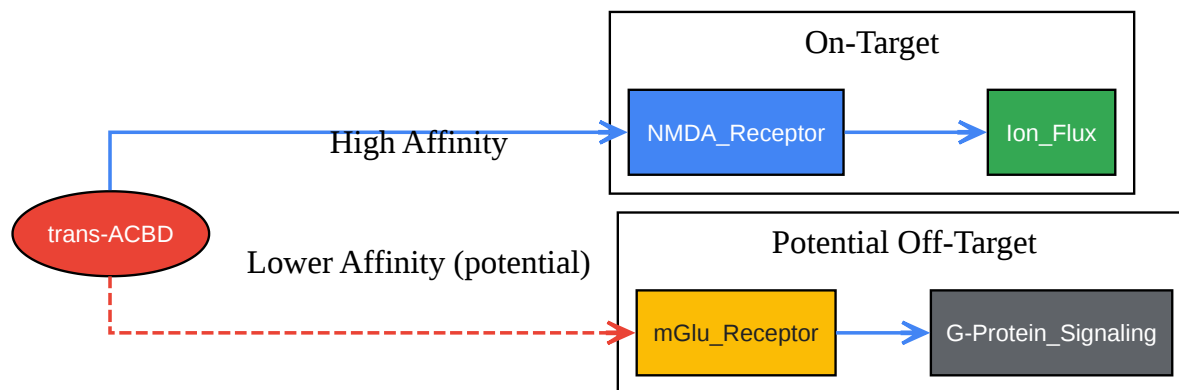 On-Target
High Affinity
NMDA_Receptor
Ion_Flux
trans-ACBD
Potential Off-Target
Lower Affinity (potential)
mGlu_Receptor
G-Protein_Signaling